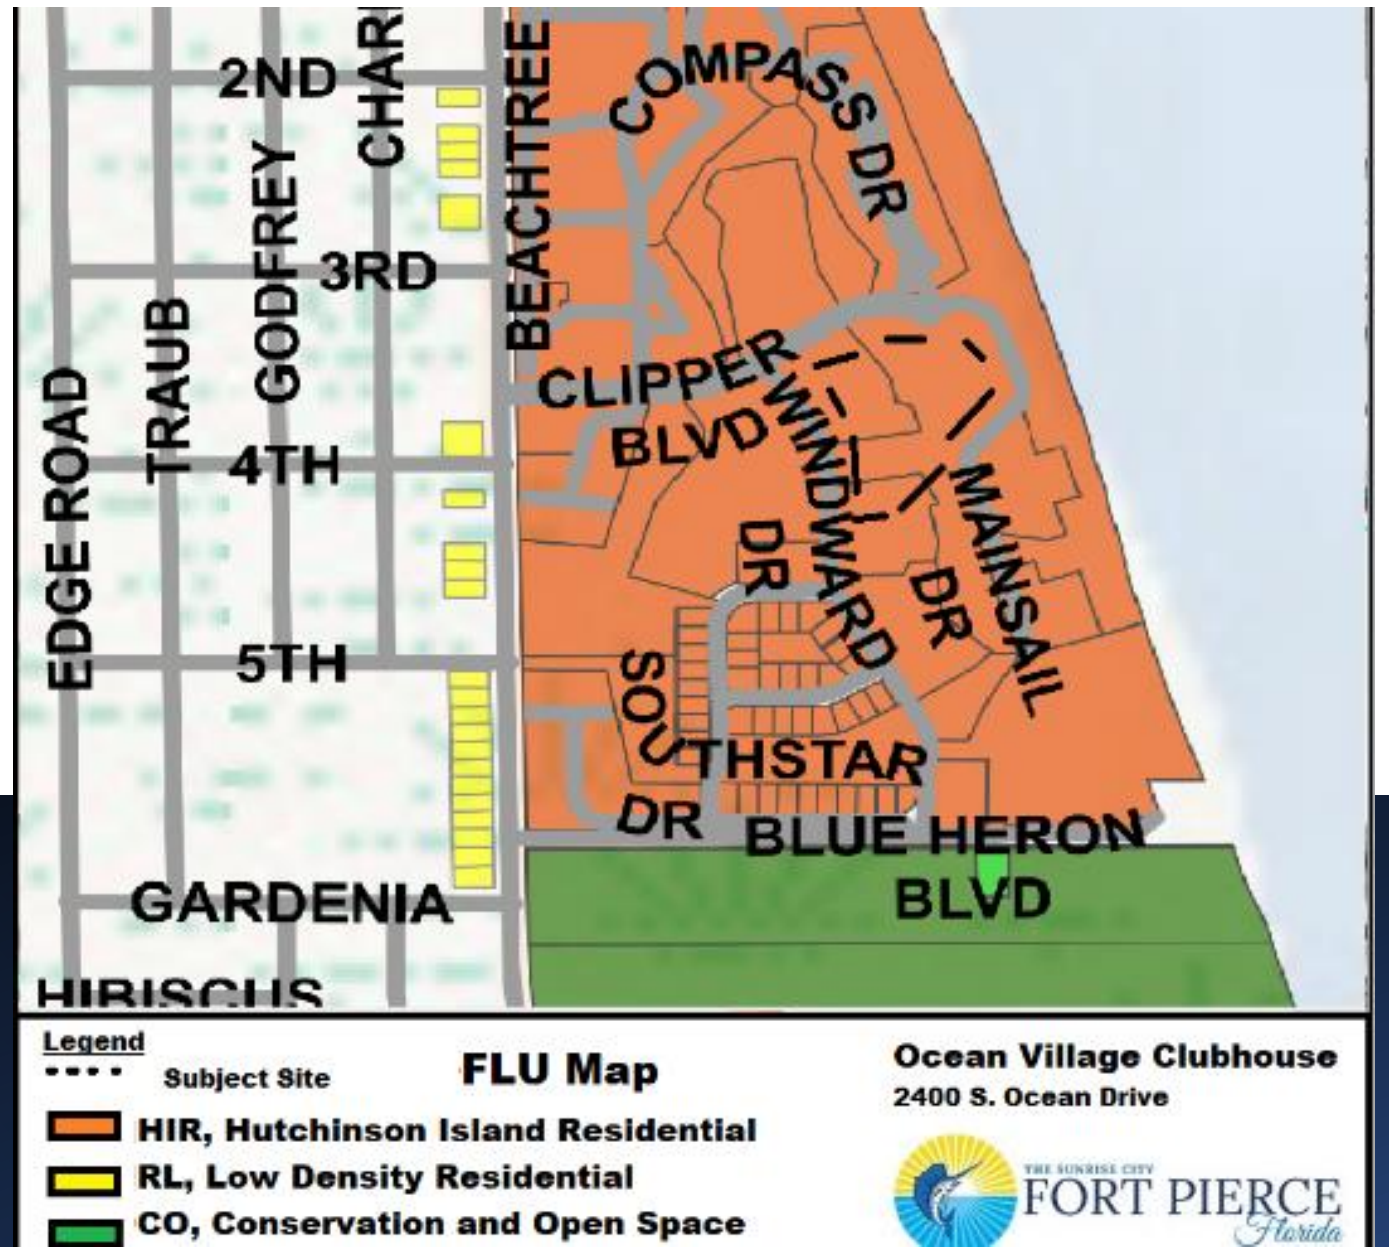 2ND
CHAR
BEACHTREE
COMPASS DR
GODFREY
3RD
TRAUB
EDGE ROAD
CLIPPER
BLVD
WINDWARD
DR
4TH
MAINSAIL
DR
5TH
SOUTHSTAR
DR
BLUE HERON
BLVD
GARDENIA
HIBISCUS
Legend
Subject Site
FLU Map
HIR, Hutchinson Island Residential
RL, Low Density Residential
CO, Conservation and Open Space
Ocean Village Clubhouse
2400 S. Ocean Drive
THE SUNRISE CITY
FORT PIERCE
Florida